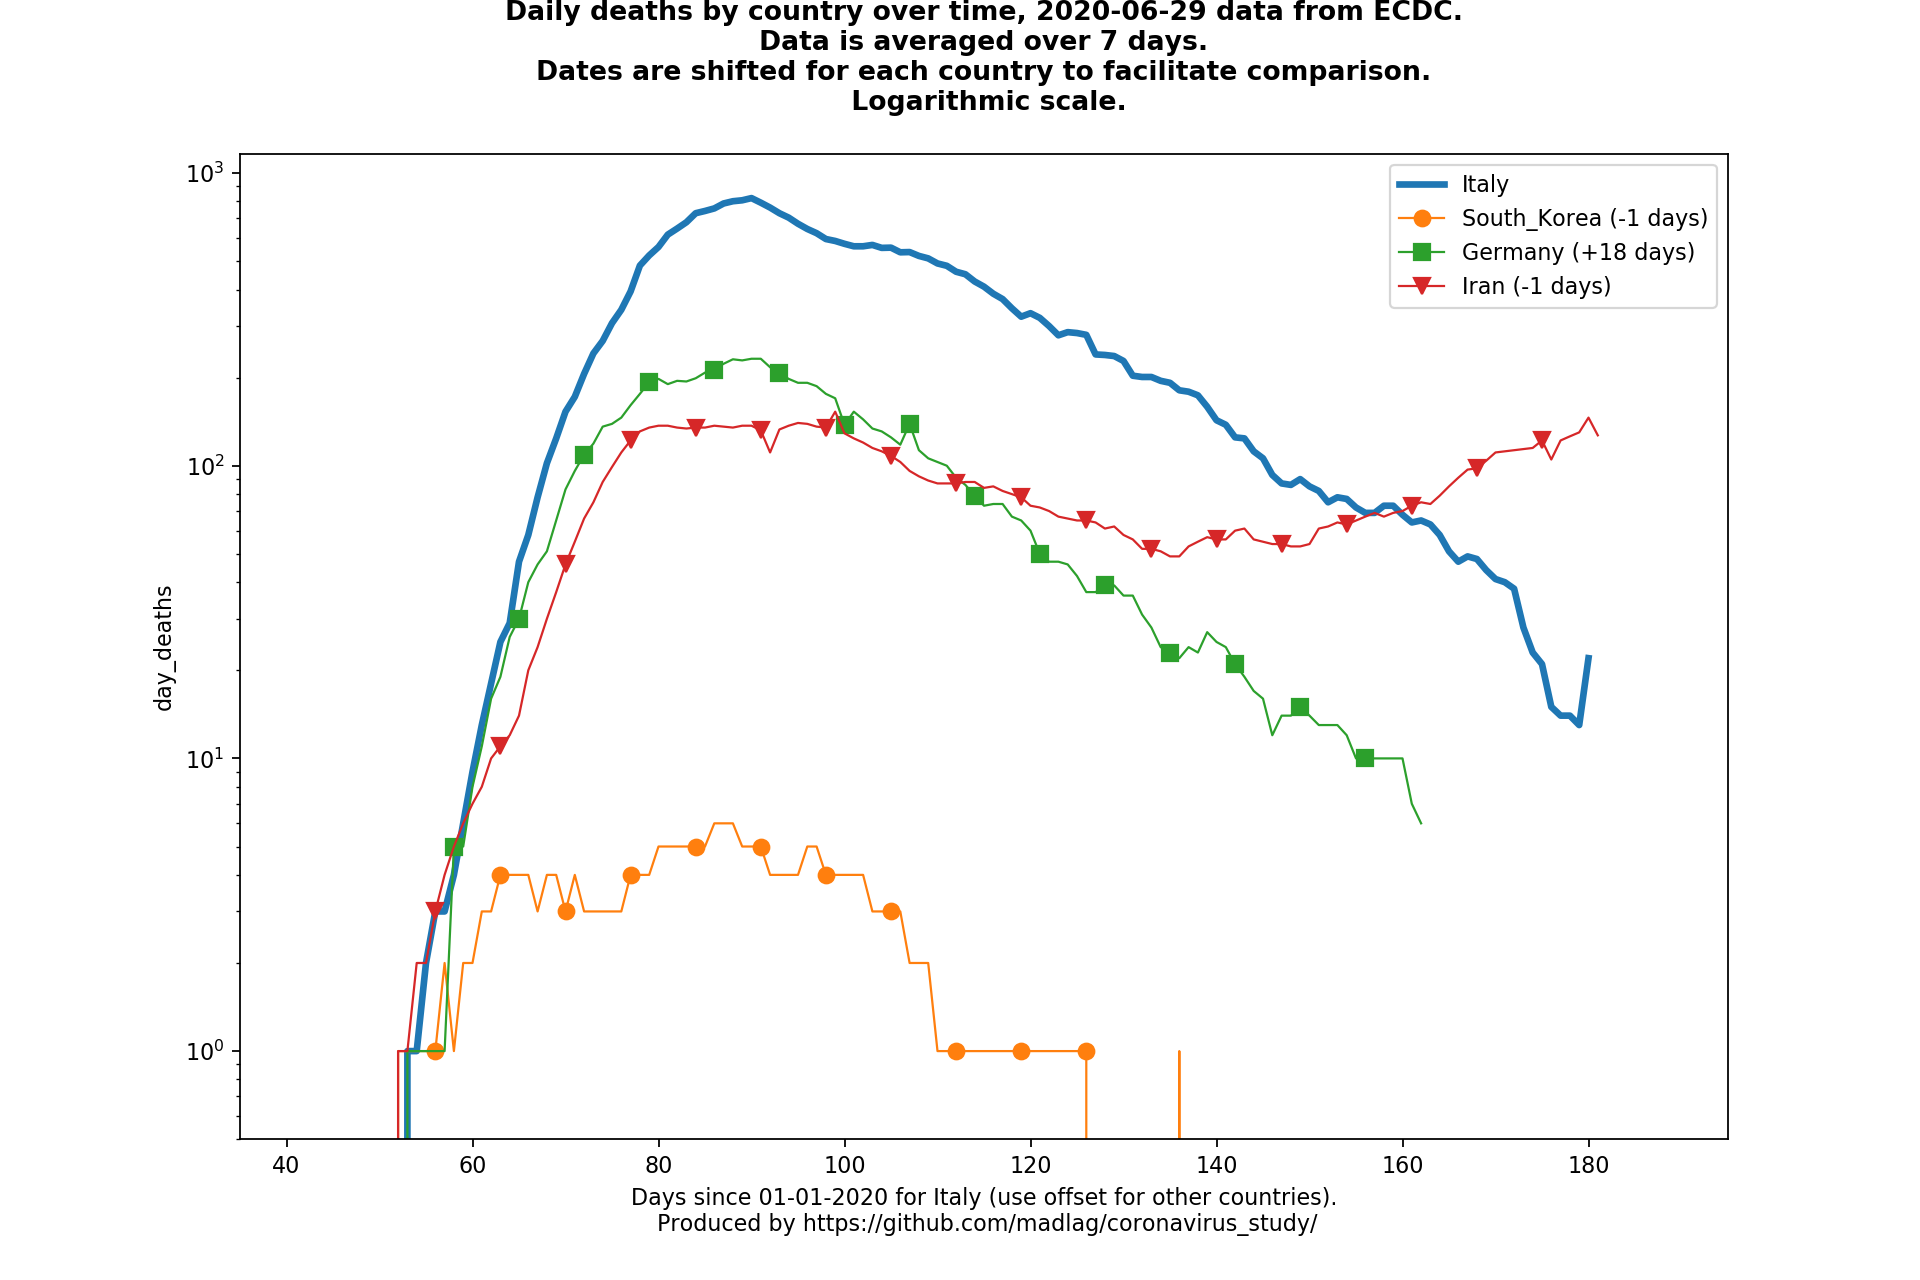 Daily deaths by country over time, 2020-06-29 data from ECDC.
Data is averaged over 7 days.
Dates are shifted for each country to facilitate comparison.
Logarithmic scale.
10³
10²
10¹
10⁰
day_deaths
Italy
South_Korea (-1 days)
Germany (+18 days)
Iran (-1 days)
40 60 80 100 120 140 160 180
Days since 01-01-2020 for Italy (use offset for other countries).
Produced by https://github.com/madlag/coronavirus_study/